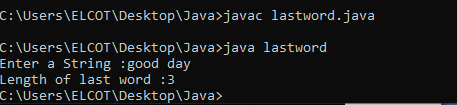 C:\Users\ELCOT\Desktop\Java>javac lastword.java
C:\Users\ELCOT\Desktop\Java>java lastword
Enter a String :good day
Length of last word :3
C:\Users\ELCOT\Desktop\Java>